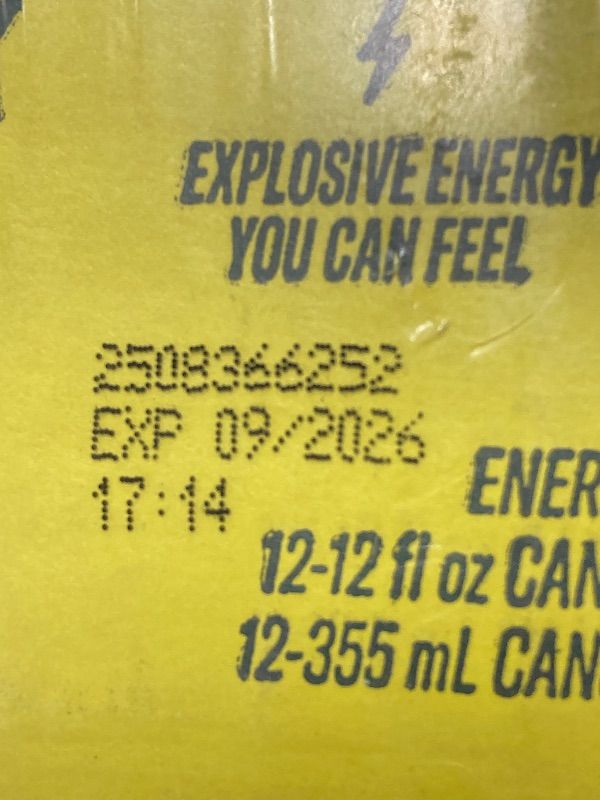 EXPLOSIVE ENERGY
YOU CAN FEEL
2508366252
EXP 09/2026
17:14
ENER
12-12 fl oz CAN
12-355 mL CAN